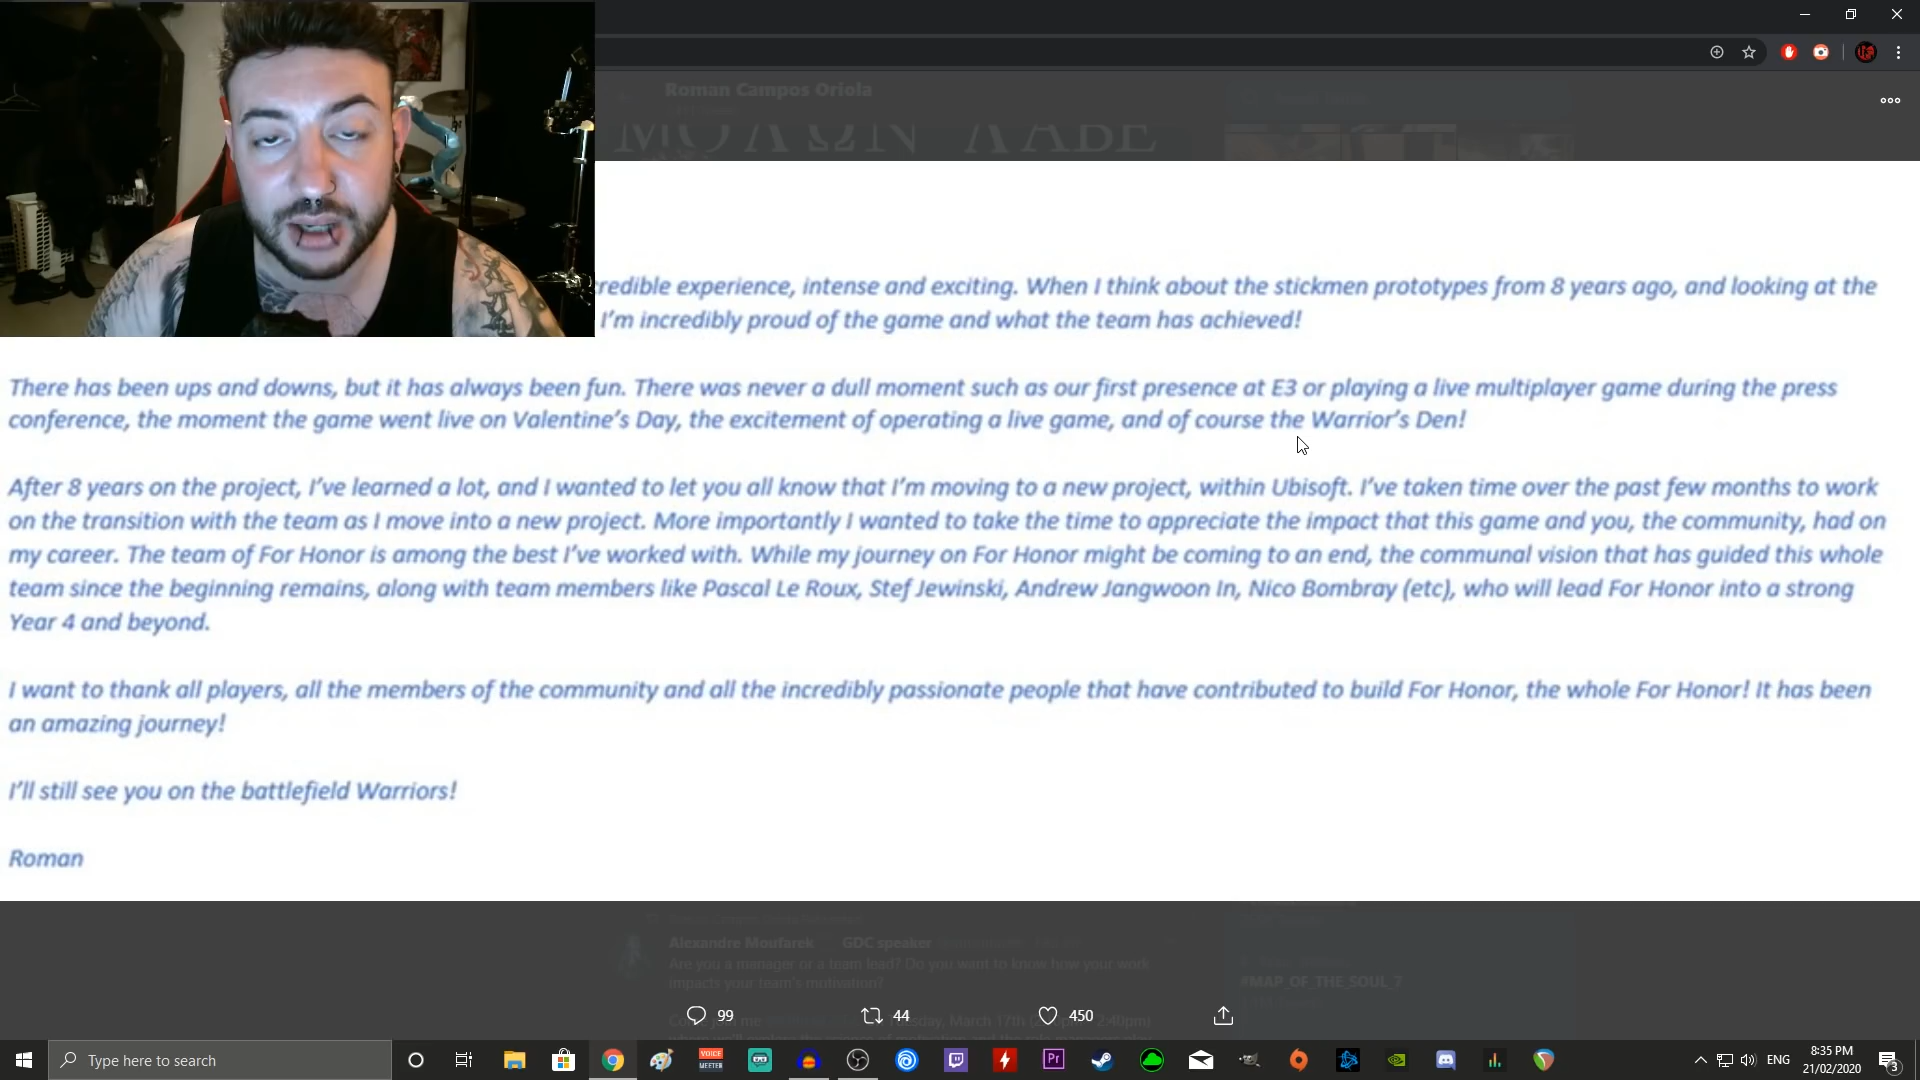 Roman Campos Oriola
ΜΟΛΩΝ ΛΑΒΕ
credible experience, intense and exciting. When I think about the stickmen prototypes from 8 years ago, and looking at the
I'm incredibly proud of the game and what the team has achieved!
There has been ups and downs, but it has always been fun. There was never a dull moment such as our first presence at E3 or playing a live multiplayer game during the press
conference, the moment the game went live on Valentine's Day, the excitement of operating a live game, and of course the Warrior's Den!
After 8 years on the project, I've learned a lot, and I wanted to let you all know that I'm moving to a new project, within Ubisoft. I've taken time over the past few months to work
on the transition with the team as I move into a new project. More importantly I wanted to take the time to appreciate the impact that this game and you, the community, had on
my career. The team of For Honor is among the best I've worked with. While my journey on For Honor might be coming to an end, the communal vision that has guided this whole
team since the beginning remains, along with team members like Pascal Le Roux, Stef Jewinski, Andrew Jangwoon In, Nico Bombray (etc), who will lead For Honor into a strong
Year 4 and beyond.
I want to thank all players, all the members of the community and all the incredibly passionate people that have contributed to build For Honor, the whole For Honor! It has been
an amazing journey!
I'll still see you on the battlefield Warriors!
Roman
Alexandre Moufarek GDC speaker
Are you a manager or a team lead? Do you want to know how your work
impacts your team's motivation?
#MAP_OF_THE_SOUL_7
Tuesday, March 17th 2:40pm)
99 44 450
Type here to search
VOICE
MEETER
Pr
ENG
8:35 PM
21/02/2020
3